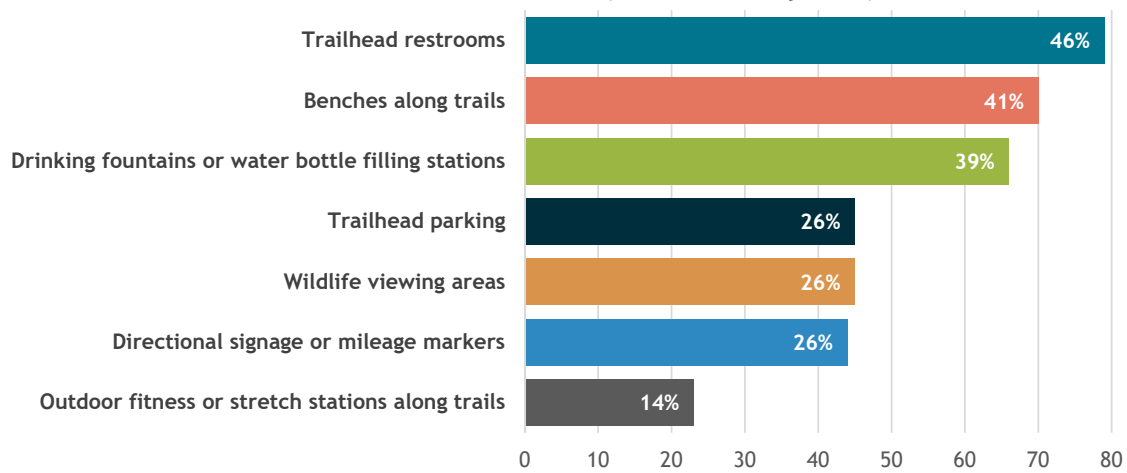 Trailhead restrooms 46%
Benches along trails 41%
Drinking fountains or water bottle filling stations 39%
Trailhead parking 26%
Wildlife viewing areas 26%
Directional signage or mileage markers 26%
Outdoor fitness or stretch stations along trails 14%
0 10 20 30 40 50 60 70 80